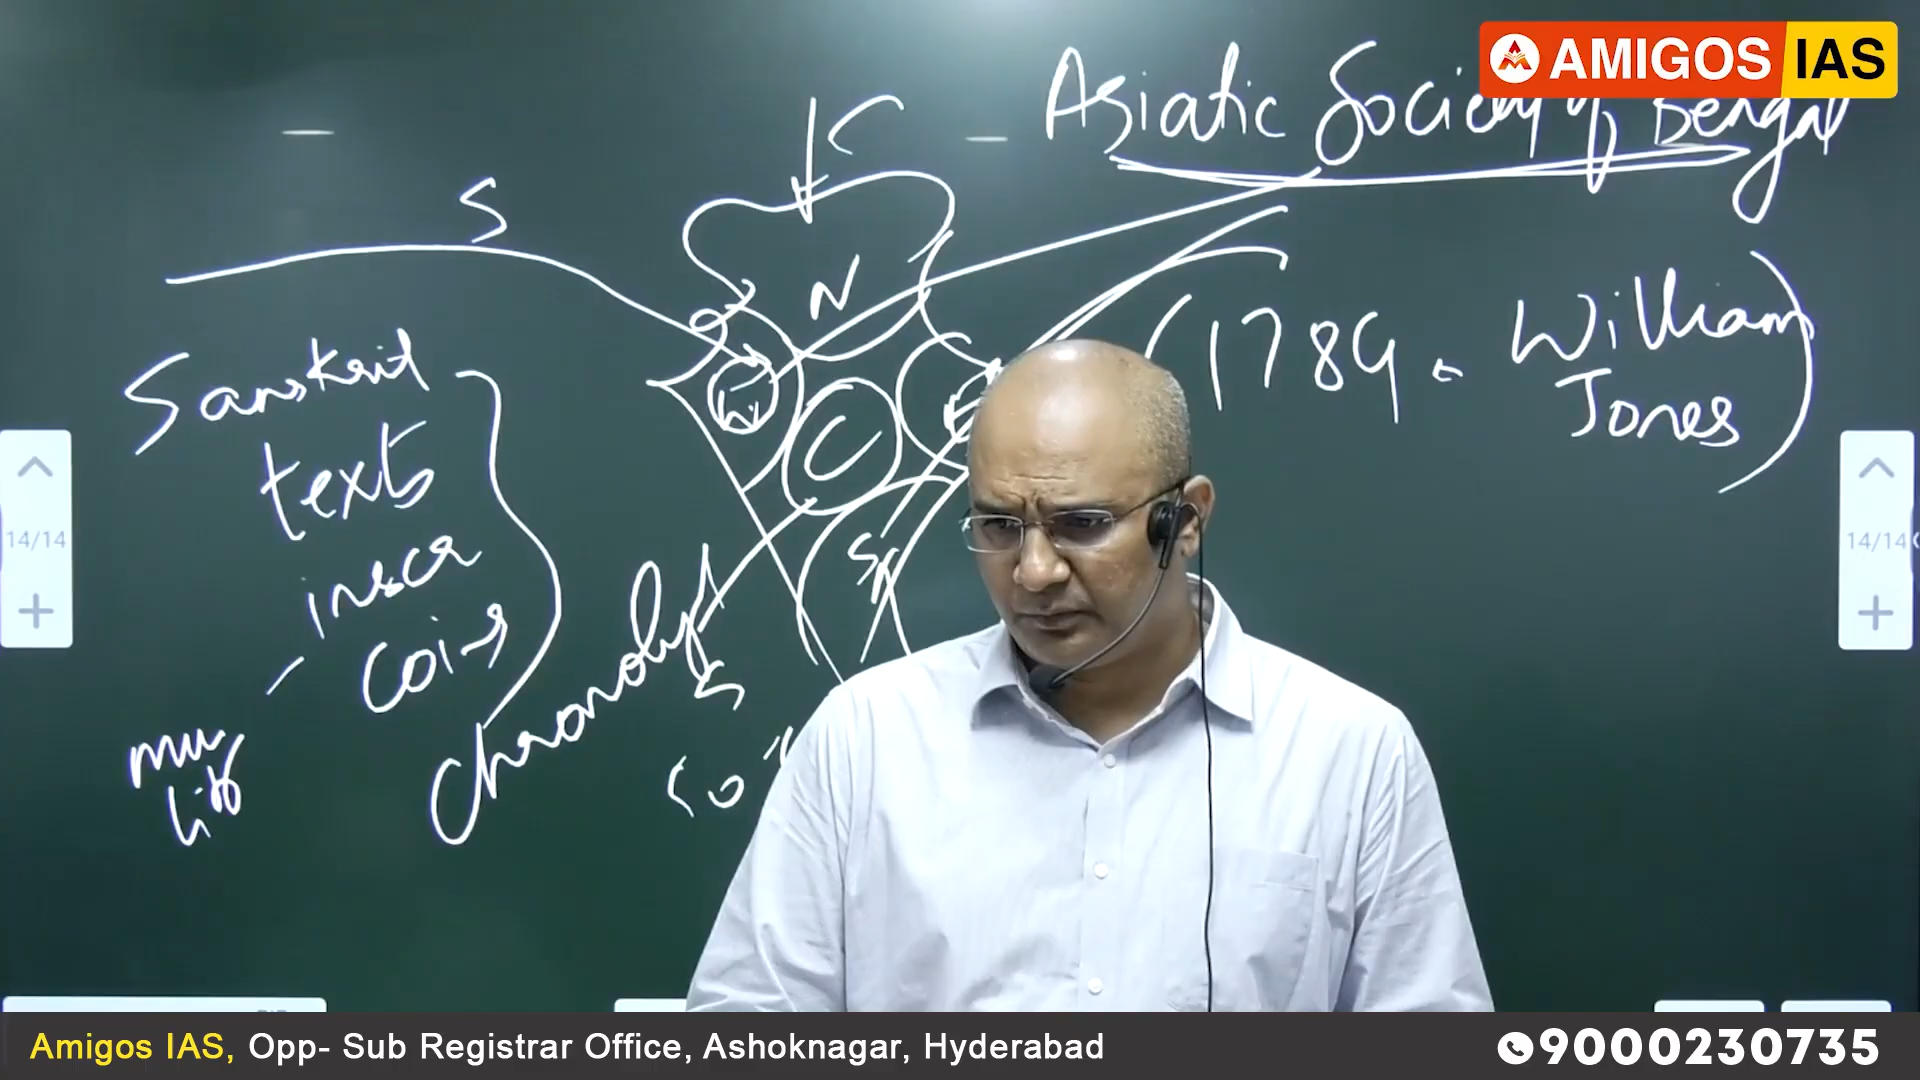 AMIGOS IAS
Asiatic Society of Bengal
S
N
(1784 - William
Jones)
Sanskrit
texts
W
C
E
inscr
coins
S
Chronology
S
14/14
14/14
Amigos IAS, Opp- Sub Registrar Office, Ashoknagar, Hyderabad
9000230735